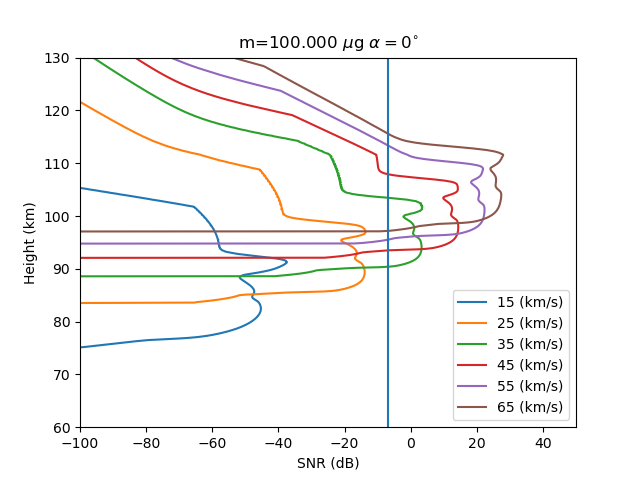 m=100.000 μg α = 0°
130
120
110
100
90
80
70
60
Height (km)
−100 −80 −60 −40 −20 0 20 40
SNR (dB)
15 (km/s)
25 (km/s)
35 (km/s)
45 (km/s)
55 (km/s)
65 (km/s)